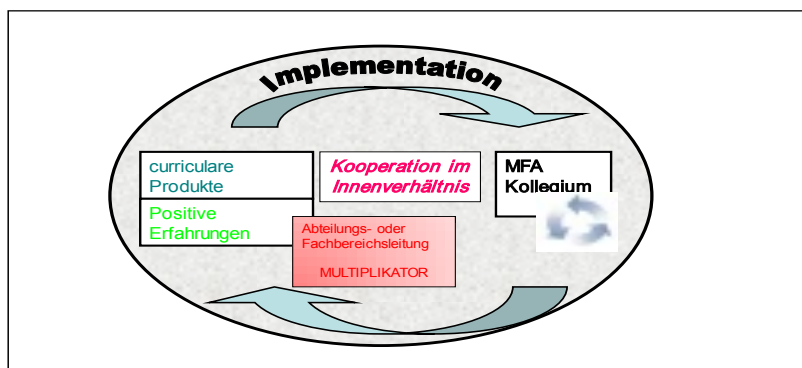 Implementation
curriculare
Produkte
Positive
Erfahrungen
Kooperation im
Innenverhältnis
Abteilungs- oder
Fachbereichsleitung
MULTIPLIKATOR
MFA
Kollegium